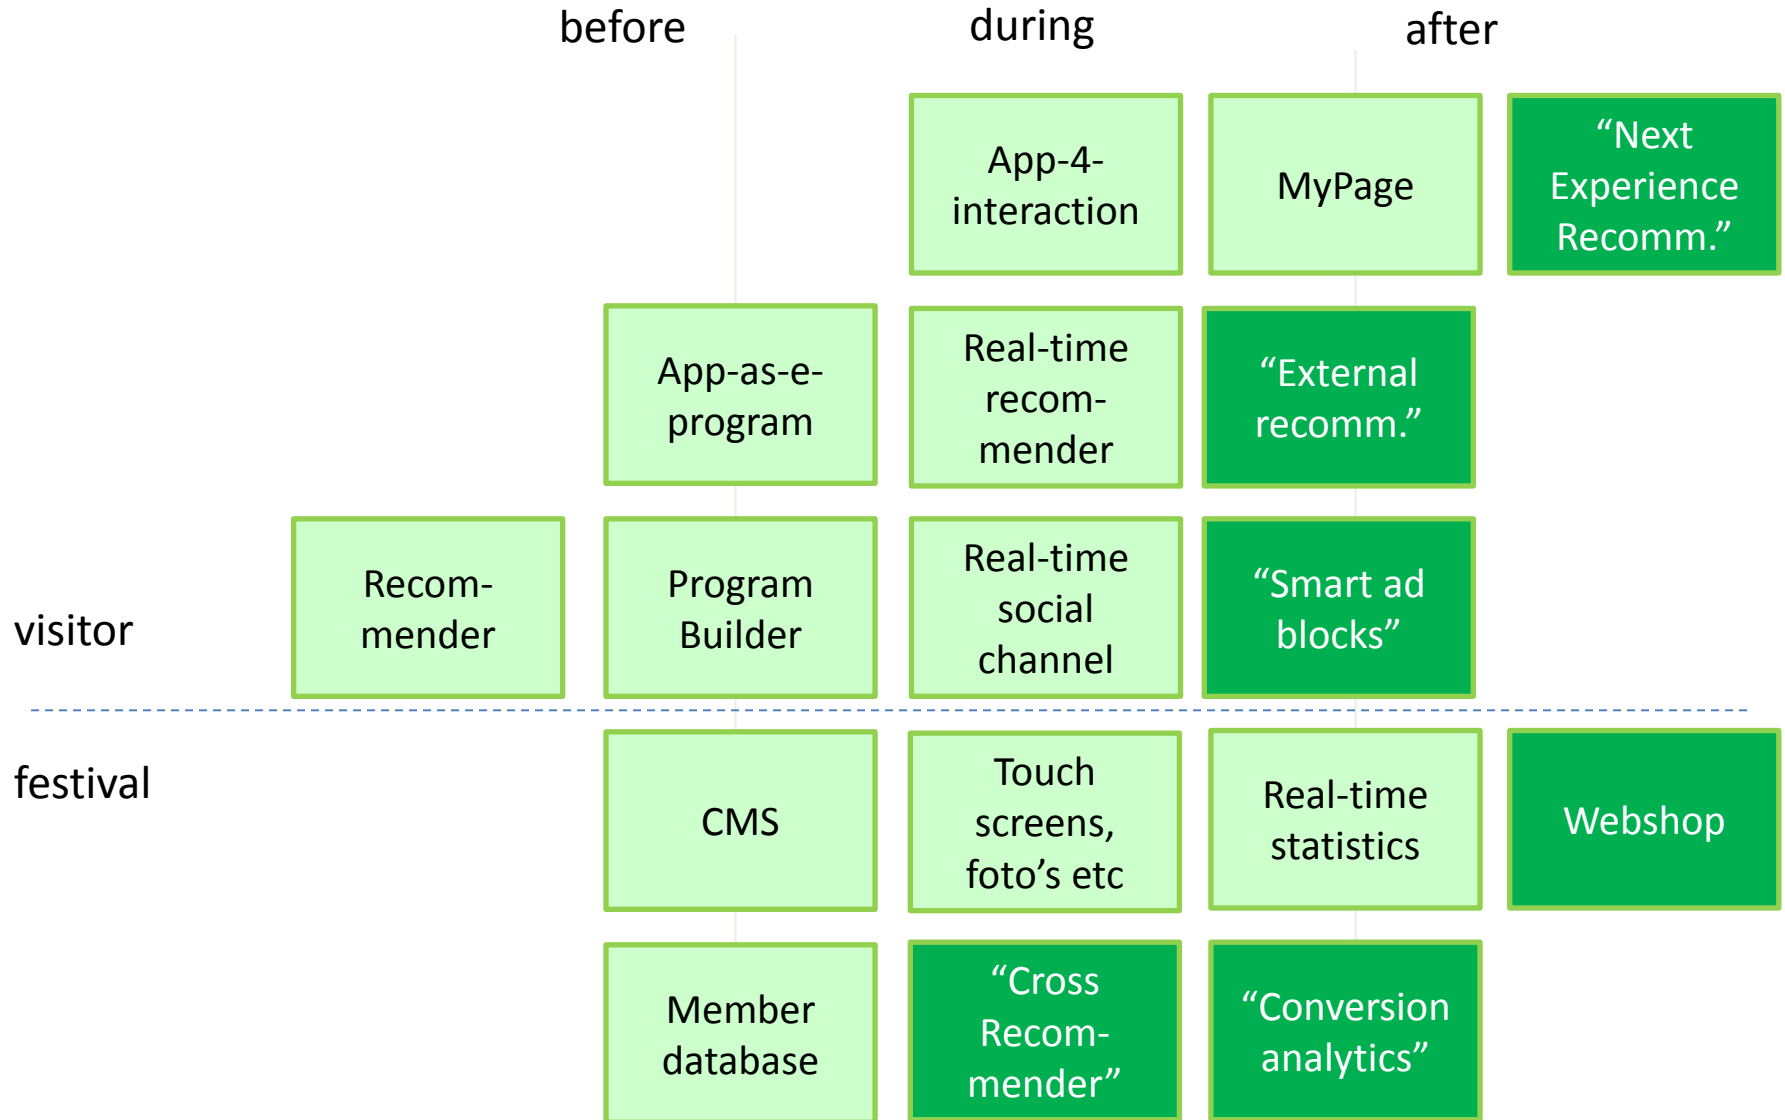 before
during
after
App-4-
interaction
MyPage
“Next
Experience
Recomm.”
App-as-e-
program
Real-time
recom-
mender
“External
recomm.”
visitor
Recom-
mender
Program
Builder
Real-time
social
channel
“Smart ad
blocks”
festival
CMS
Touch
screens,
foto’s etc
Real-time
statistics
Webshop
Member
database
“Cross
Recom-
mender”
“Conversion
analytics”